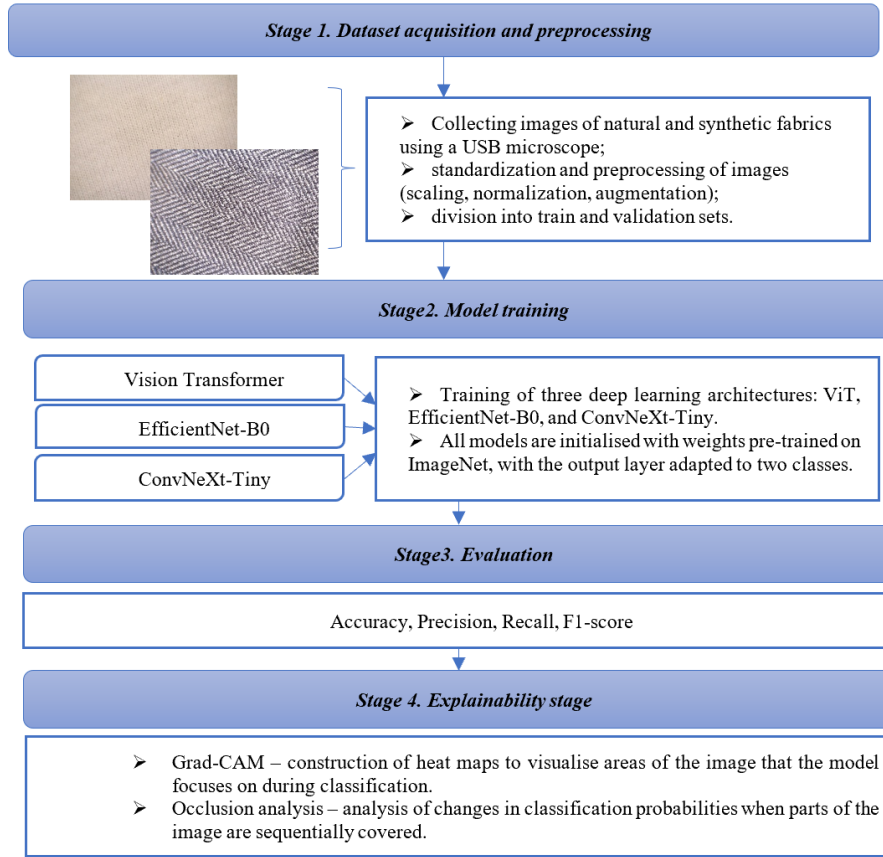 Stage 1. Dataset acquisition and preprocessing
➢ Collecting images of natural and synthetic fabrics
using a USB microscope;
➢ standardization and preprocessing of images
(scaling, normalization, augmentation);
➢ division into train and validation sets.
Stage2. Model training
Vision Transformer
EfficientNet-B0
ConvNeXt-Tiny
➢ Training of three deep learning architectures: ViT,
EfficientNet-B0, and ConvNeXt-Tiny.
➢ All models are initialised with weights pre-trained on
ImageNet, with the output layer adapted to two classes.
Stage3. Evaluation
Accuracy, Precision, Recall, F1-score
Stage 4. Explainability stage
➢ Grad-CAM – construction of heat maps to visualise areas of the image that the model
focuses on during classification.
➢ Occlusion analysis – analysis of changes in classification probabilities when parts of the
image are sequentially covered.